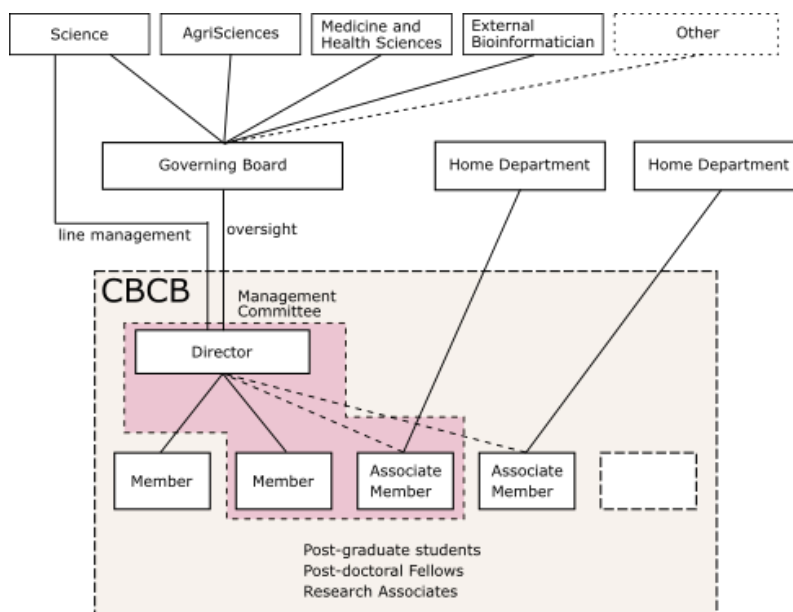 Science
AgriSciences
Medicine and
Health Sciences
External
Bioinformatician
Other
Governing Board
Home Department
Home Department
line management
oversight
CBCB
Management
Committee
Director
Member
Member
Associate
Member
Associate
Member
Post-graduate students
Post-doctoral Fellows
Research Associates